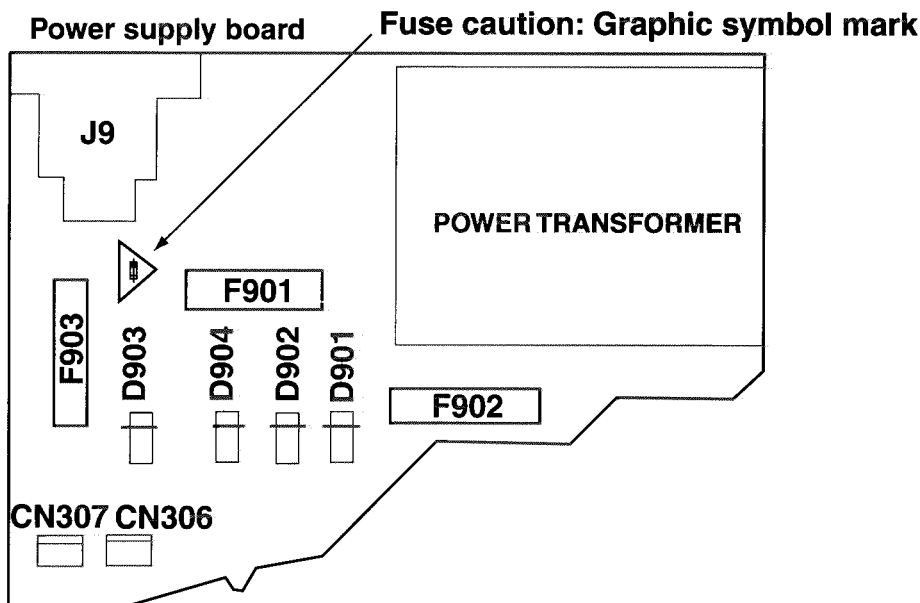 Power supply board
Fuse caution: Graphic symbol mark
J9
POWER TRANSFORMER
F901
F903
D903
D904
D902
D901
F902
CN307 CN306